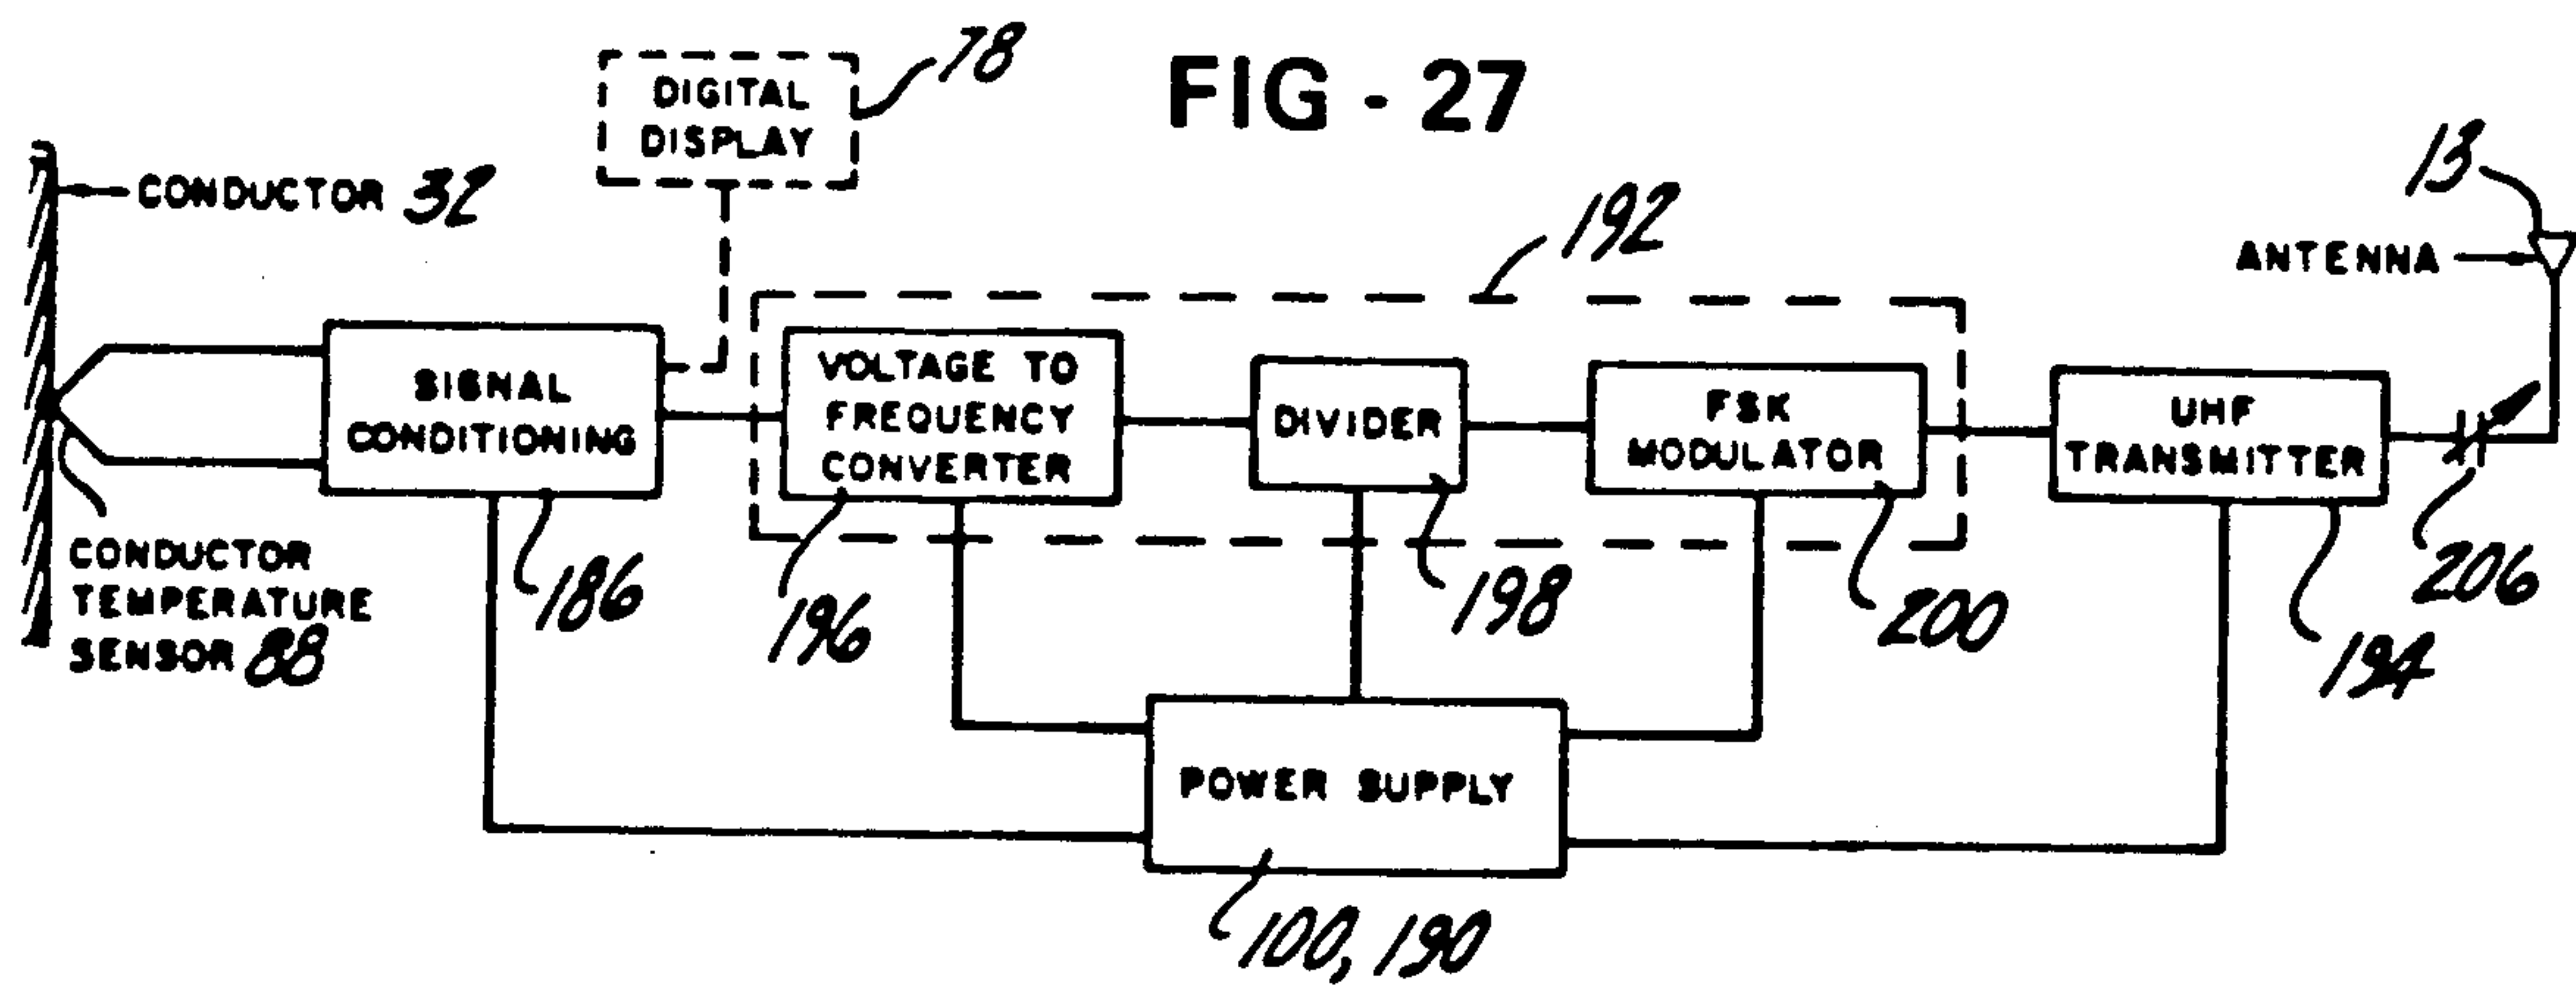 FIG - 27
78
DIGITAL
DISPLAY
CONDUCTOR 32
192
13
ANTENNA
SIGNAL
CONDITIONING
VOLTAGE TO
FREQUENCY
CONVERTER
DIVIDER
FSK
MODULATOR
UHF
TRANSMITTER
CONDUCTOR
TEMPERATURE
SENSOR 88
186
196
198
200
206
194
POWER SUPPLY
100, 190